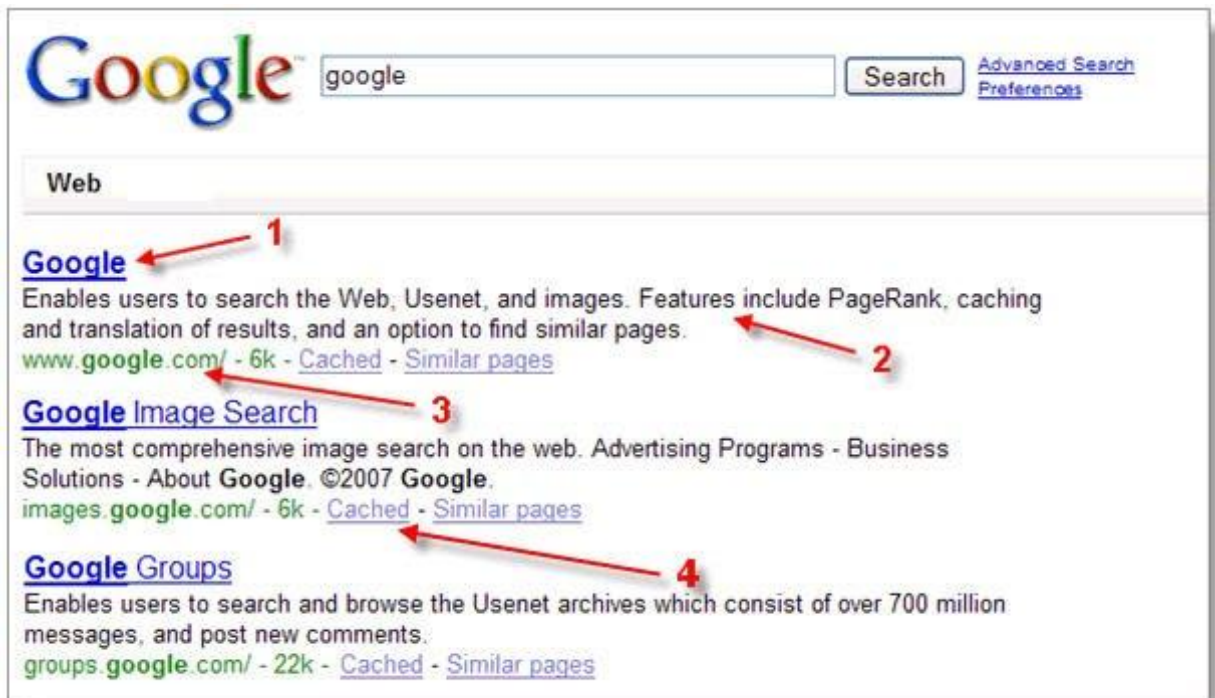 Google™ google Search Advanced Search
Preferences
Web
1
Google
Enables users to search the Web, Usenet, and images. Features include PageRank, caching
and translation of results, and an option to find similar pages.
2
www.google.com/ - 6k - Cached - Similar pages
3
Google Image Search
The most comprehensive image search on the web. Advertising Programs - Business
Solutions - About Google. ©2007 Google.
images.google.com/ - 6k - Cached - Similar pages
4
Google Groups
Enables users to search and browse the Usenet archives which consist of over 700 million
messages, and post new comments.
groups.google.com/ - 22k - Cached - Similar pages